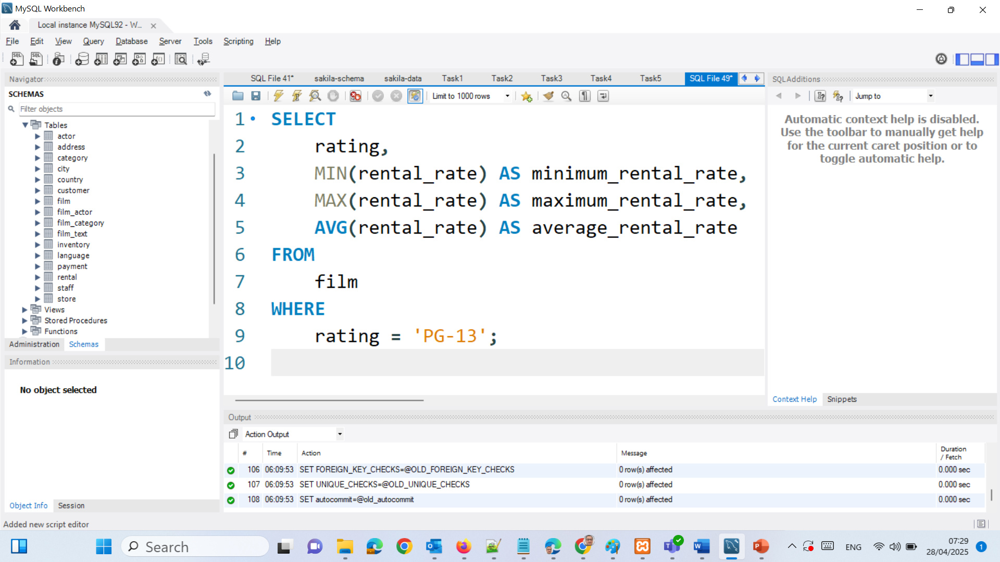 MySQL Workbench
Local instance MySQL92 - W...
File Edit View Query Database Server Tools Scripting Help
Navigator
SCHEMAS
Filter objects
Tables
actor
address
category
city
country
customer
film
film_actor
film_category
film_text
inventory
language
payment
rental
staff
store
Views
Stored Procedures
Functions
Administration Schemas
Information
No object selected
Object Info Session
Added new script editor
SQL File 41* sakila-schema sakila-data Task1 Task2 Task3 Task4 Task5 SQL File 49*
Limit to 1000 rows
1 SELECT
2 rating,
3 MIN(rental_rate) AS minimum_rental_rate,
4 MAX(rental_rate) AS maximum_rental_rate,
5 AVG(rental_rate) AS average_rental_rate
6 FROM
7 film
8 WHERE
9 rating = 'PG-13';
10
SQLAdditions
Jump to
Automatic context help is disabled.
Use the toolbar to manually get help
for the current caret position or to
toggle automatic help.
Context Help Snippets
Output
Action Output
# Time Action Message Duration / Fetch
106 06:09:53 SET FOREIGN_KEY_CHECKS=@OLD_FOREIGN_KEY_CHECKS 0 row(s) affected 0.000 sec
107 06:09:53 SET UNIQUE_CHECKS=@OLD_UNIQUE_CHECKS 0 row(s) affected 0.000 sec
108 06:09:53 SET autocommit=@old_autocommit 0 row(s) affected 0.000 sec
Search
ENG
07:29
28/04/2025
1